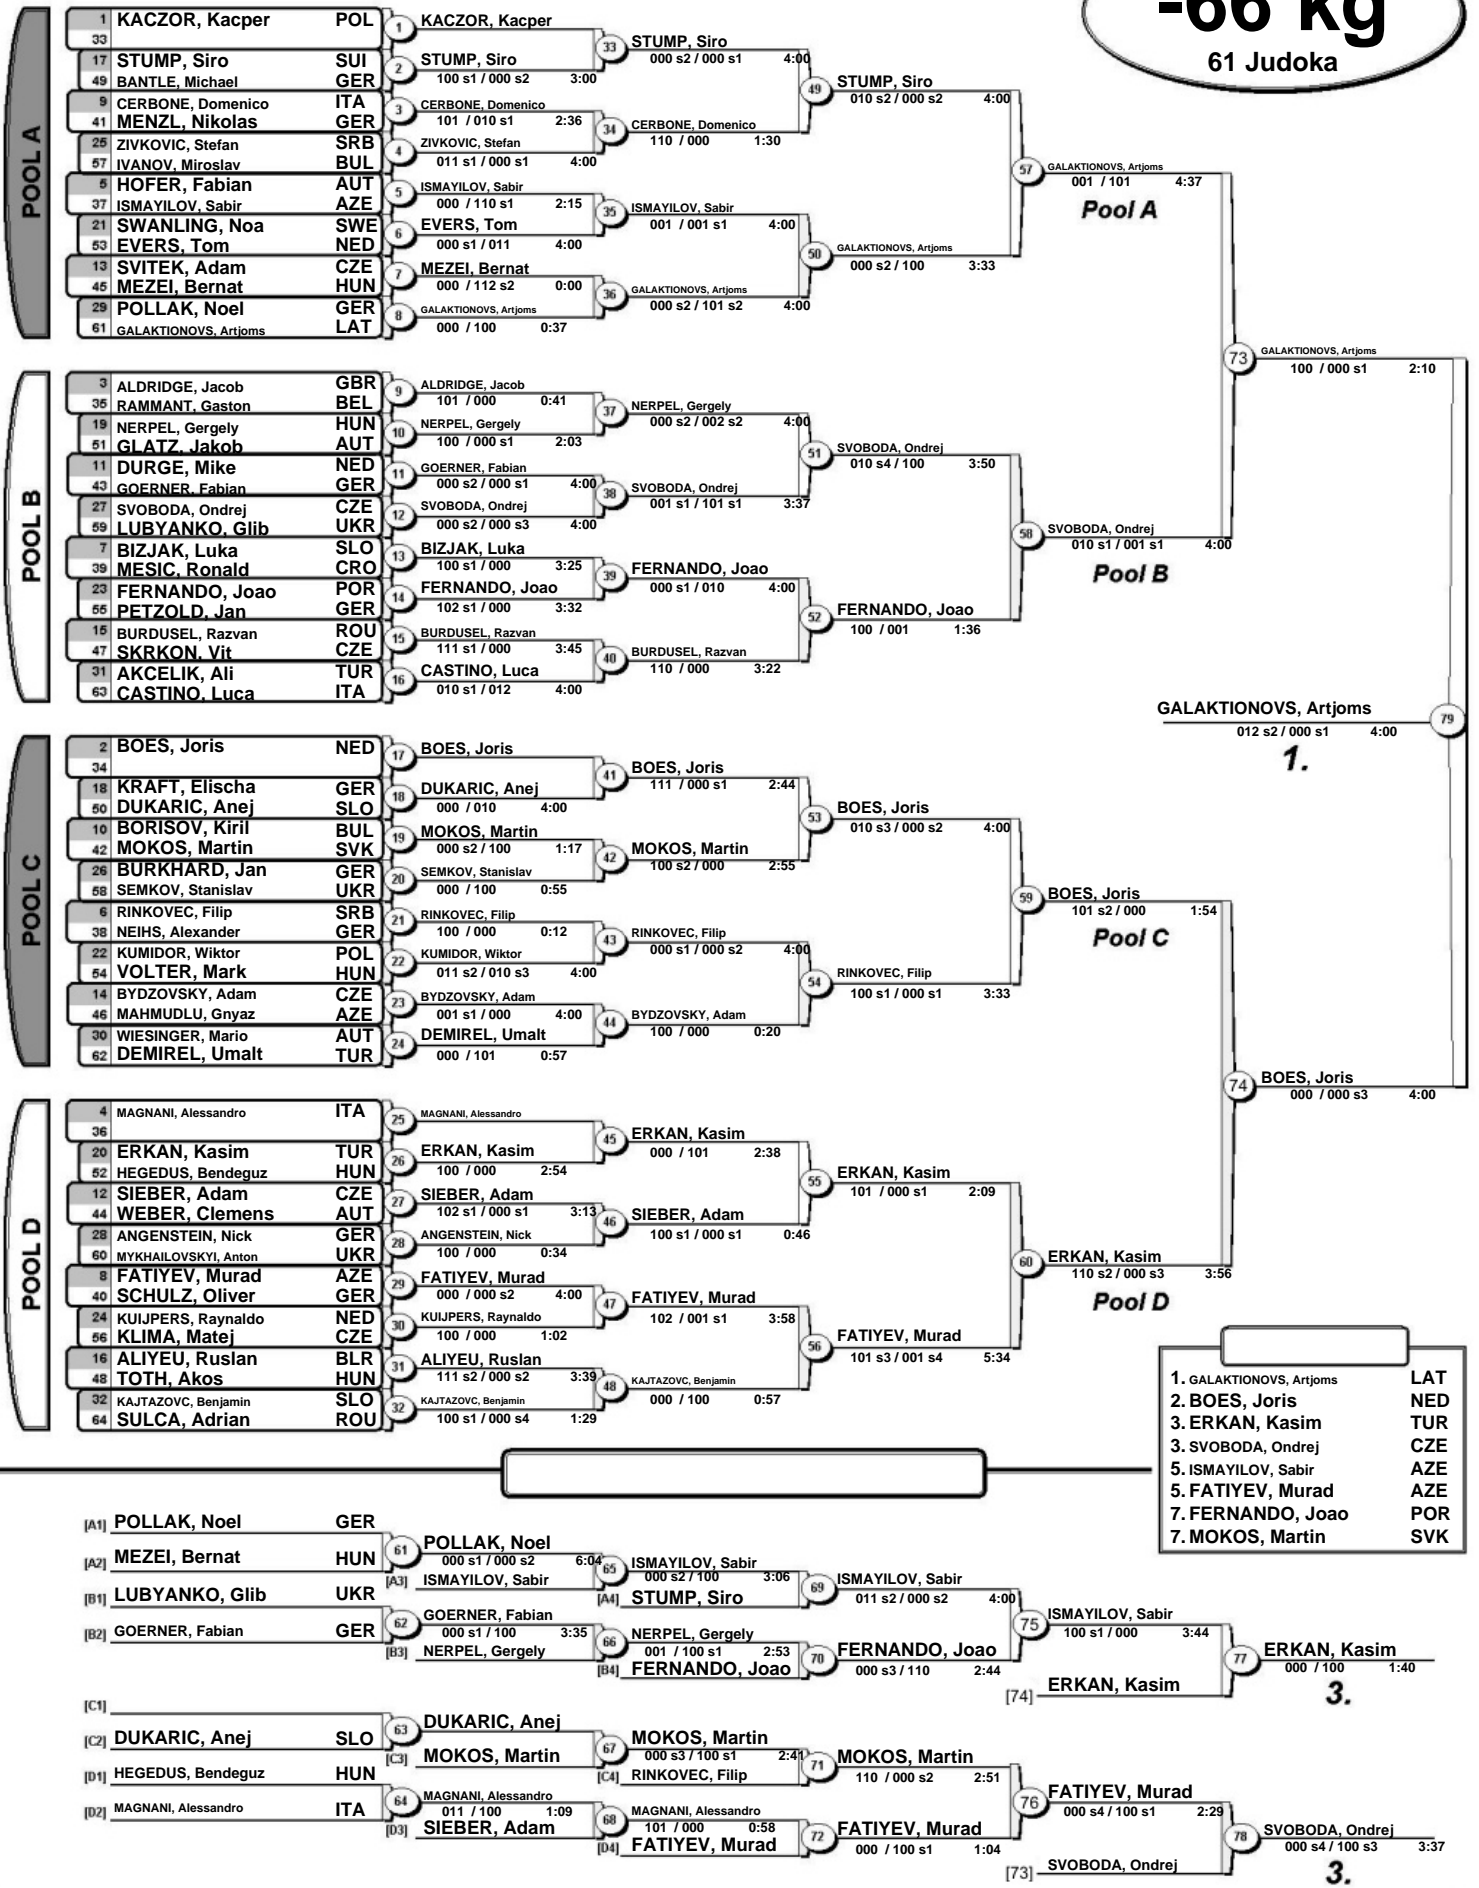 -66 kg
61 Judoka
POOL A
1 KACZOR, Kacper POL
33
17 STUMP, Siro SUI
49 BANTLE, Michael GER
9 CERBONE, Domenico ITA
41 MENZL, Nikolas GER
25 ZIVKOVIC, Stefan SRB
57 IVANOV, Miroslav BUL
5 HOFER, Fabian AUT
37 ISMAYILOV, Sabir AZE
21 SWANLING, Noa SWE
53 EVERS, Tom NED
13 SVITEK, Adam CZE
45 MEZEI, Bernat HUN
29 POLLAK, Noel GER
61 GALAKTIONOVS, Artjoms LAT
1 KACZOR, Kacper
2 STUMP, Siro
100 s1 / 000 s2 3:00
3 CERBONE, Domenico
101 / 010 s1 2:36
4 ZIVKOVIC, Stefan
011 s1 / 000 s1 4:00
5 ISMAYILOV, Sabir
000 / 110 s1 2:15
6 EVERS, Tom
000 s1 / 011 4:00
7 MEZEI, Bernat
000 / 112 s2 0:00
8 GALAKTIONOVS, Artjoms
000 / 100 0:37
33 STUMP, Siro
000 s2 / 000 s1 4:00
34 CERBONE, Domenico
110 / 000 1:30
35 ISMAYILOV, Sabir
001 / 001 s1 4:00
36 GALAKTIONOVS, Artjoms
000 s2 / 101 s2 4:00
49 STUMP, Siro
010 s2 / 000 s2 4:00
50 GALAKTIONOVS, Artjoms
000 s2 / 100 3:33
57 GALAKTIONOVS, Artjoms
001 / 101 4:37
Pool A
POOL B
3 ALDRIDGE, Jacob GBR
35 RAMMANT, Gaston BEL
19 NERPEL, Gergely HUN
51 GLATZ, Jakob AUT
11 DURGE, Mike NED
43 GOERNER, Fabian GER
27 SVOBODA, Ondrej CZE
59 LUBYANKO, Glib UKR
7 BIZJAK, Luka SLO
39 MESIC, Ronald CRO
23 FERNANDO, Joao POR
55 PETZOLD, Jan GER
15 BURDUSEL, Razvan ROU
47 SKRKON, Vit CZE
31 AKCELIK, Ali TUR
63 CASTINO, Luca ITA
9 ALDRIDGE, Jacob
101 / 000 0:41
10 NERPEL, Gergely
100 / 000 s1 2:03
11 GOERNER, Fabian
000 s2 / 000 s1 4:00
12 SVOBODA, Ondrej
000 s2 / 000 s3 4:00
13 BIZJAK, Luka
100 s1 / 000 3:25
14 FERNANDO, Joao
102 s1 / 000 3:32
15 BURDUSEL, Razvan
111 s1 / 000 3:45
16 CASTINO, Luca
010 s1 / 012 4:00
37 NERPEL, Gergely
000 s2 / 002 s2 4:00
38 SVOBODA, Ondrej
001 s1 / 101 s1 3:37
39 FERNANDO, Joao
000 s1 / 010 4:00
40 BURDUSEL, Razvan
110 / 000 3:22
51 SVOBODA, Ondrej
010 s4 / 100 3:50
52 FERNANDO, Joao
100 / 001 1:36
58 SVOBODA, Ondrej
010 s1 / 001 s1 4:00
Pool B
73 GALAKTIONOVS, Artjoms
100 / 000 s1 2:10
GALAKTIONOVS, Artjoms 79
012 s2 / 000 s1 4:00
1.
POOL C
2 BOES, Joris NED
34
18 KRAFT, Elischa GER
50 DUKARIC, Anej SLO
10 BORISOV, Kiril BUL
42 MOKOS, Martin SVK
26 BURKHARD, Jan GER
58 SEMKOV, Stanislav UKR
6 RINKOVEC, Filip SRB
38 NEIHS, Alexander GER
22 KUMIDOR, Wiktor POL
54 VOLTER, Mark HUN
14 BYDZOVSKY, Adam CZE
46 MAHMUDLU, Gnyaz AZE
30 WIESINGER, Mario AUT
62 DEMIREL, Umalt TUR
17 BOES, Joris
18 DUKARIC, Anej
000 / 010 4:00
19 MOKOS, Martin
000 s2 / 100 1:17
20 SEMKOV, Stanislav
000 / 100 0:55
21 RINKOVEC, Filip
100 / 000 0:12
22 KUMIDOR, Wiktor
011 s2 / 010 s3 4:00
23 BYDZOVSKY, Adam
001 s1 / 000 4:00
24 DEMIREL, Umalt
000 / 101 0:57
41 BOES, Joris
111 / 000 s1 2:44
42 MOKOS, Martin
100 s2 / 000 2:55
43 RINKOVEC, Filip
000 s1 / 000 s2 4:00
44 BYDZOVSKY, Adam
100 / 000 0:20
53 BOES, Joris
010 s3 / 000 s2 4:00
54 RINKOVEC, Filip
100 s1 / 000 s1 3:33
59 BOES, Joris
101 s2 / 000 1:54
Pool C
74 BOES, Joris
000 / 000 s3 4:00
POOL D
4 MAGNANI, Alessandro ITA
36
20 ERKAN, Kasim TUR
52 HEGEDUS, Bendeguz HUN
12 SIEBER, Adam CZE
44 WEBER, Clemens AUT
28 ANGENSTEIN, Nick GER
60 MYKHAILOVSKYI, Anton UKR
8 FATIYEV, Murad AZE
40 SCHULZ, Oliver GER
24 KUIJPERS, Raynaldo NED
56 KLIMA, Matej CZE
16 ALIYEU, Ruslan BLR
48 TOTH, Akos HUN
32 KAJTAZOVC, Benjamin SLO
64 SULCA, Adrian ROU
25 MAGNANI, Alessandro
26 ERKAN, Kasim
100 / 000 2:54
27 SIEBER, Adam
102 s1 / 000 s1 3:13
28 ANGENSTEIN, Nick
100 / 000 0:34
29 FATIYEV, Murad
000 / 000 s2 4:00
30 KUIJPERS, Raynaldo
100 / 000 1:02
31 ALIYEU, Ruslan
111 s2 / 000 s2 3:39
32 KAJTAZOVC, Benjamin
100 s1 / 000 s4 1:29
45 ERKAN, Kasim
000 / 101 2:38
46 SIEBER, Adam
100 s1 / 000 s1 0:46
47 FATIYEV, Murad
102 / 001 s1 3:58
48 KAJTAZOVC, Benjamin
000 / 100 0:57
55 ERKAN, Kasim
101 / 000 s1 2:09
56 FATIYEV, Murad
101 s3 / 001 s4 5:34
60 ERKAN, Kasim
110 s2 / 000 s3 3:56
Pool D
1. GALAKTIONOVS, Artjoms LAT
2. BOES, Joris NED
3. ERKAN, Kasim TUR
3. SVOBODA, Ondrej CZE
5. ISMAYILOV, Sabir AZE
5. FATIYEV, Murad AZE
7. FERNANDO, Joao POR
7. MOKOS, Martin SVK
[A1] POLLAK, Noel GER
[A2] MEZEI, Bernat HUN
[B1] LUBYANKO, Glib UKR
[B2] GOERNER, Fabian GER
61 POLLAK, Noel
000 s1 / 000 s2 6:04
[A3] ISMAYILOV, Sabir
62 GOERNER, Fabian
000 s1 / 100 3:35
[B3] NERPEL, Gergely
65 ISMAYILOV, Sabir
000 s2 / 100 3:06
[A4] STUMP, Siro
66 NERPEL, Gergely
001 / 100 s1 2:53
[B4] FERNANDO, Joao
69 ISMAYILOV, Sabir
011 s2 / 000 s2 4:00
70 FERNANDO, Joao
000 s3 / 110 2:44
75 ISMAYILOV, Sabir
100 s1 / 000 3:44
[74] ERKAN, Kasim
77 ERKAN, Kasim
000 / 100 1:40
3.
[C1]
[C2] DUKARIC, Anej SLO
[D1] HEGEDUS, Bendeguz HUN
[D2] MAGNANI, Alessandro ITA
63 DUKARIC, Anej
[C3] MOKOS, Martin
64 MAGNANI, Alessandro
011 / 100 1:09
[D3] SIEBER, Adam
67 MOKOS, Martin
000 s3 / 100 s1 2:41
[C4] RINKOVEC, Filip
68 MAGNANI, Alessandro
101 / 000 0:58
[D4] FATIYEV, Murad
71 MOKOS, Martin
110 / 000 s2 2:51
72 FATIYEV, Murad
000 / 100 s1 1:04
76 FATIYEV, Murad
000 s4 / 100 s1 2:29
[73] SVOBODA, Ondrej
78 SVOBODA, Ondrej
000 s4 / 100 s3 3:37
3.